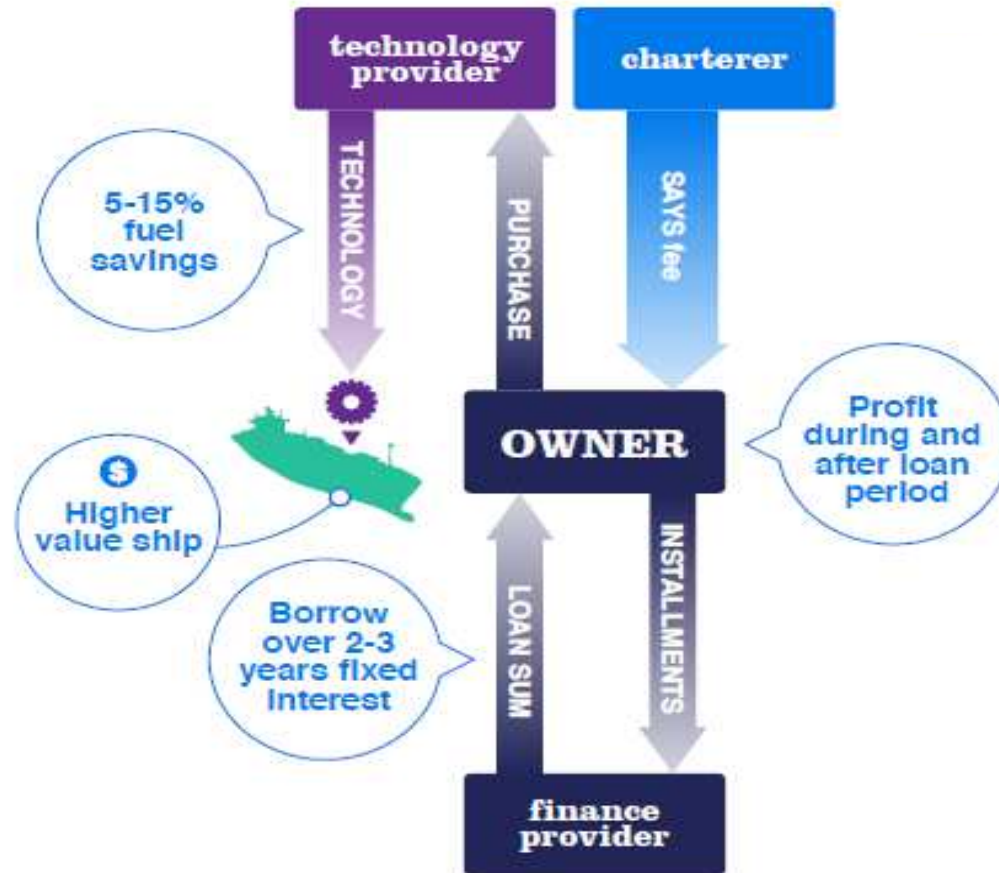 technology
provider
charterer
TECHNOLOGY
PURCHASE
SAYS fee
5-15%
fuel
savings
OWNER
Profit
during and
after loan
period
$
Higher
value ship
Borrow
over 2-3
years fixed
interest
LOAN SUM
INSTALLMENTS
finance
provider